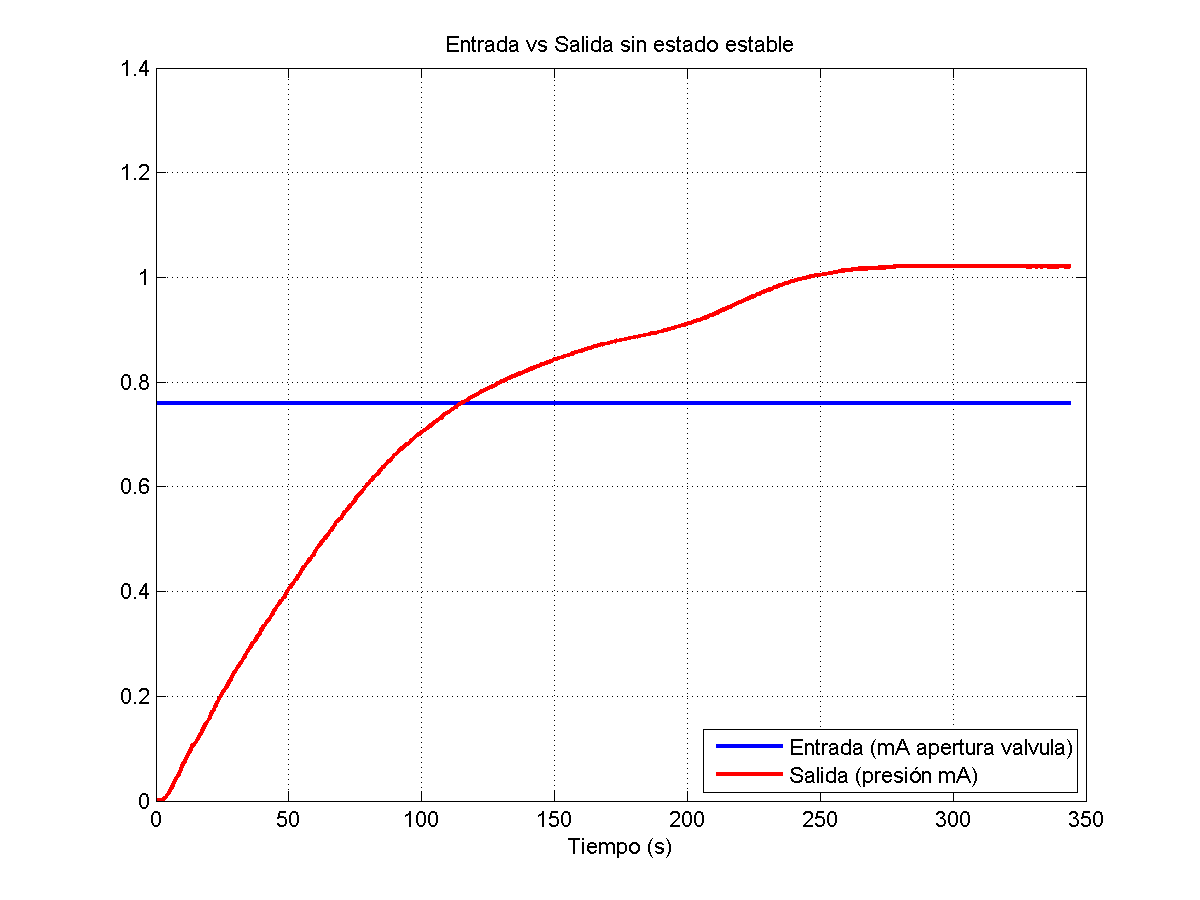 Entrada vs Salida sin estado estable
1.4
1.2
1
0.8
0.6
0.4
0.2
0
Entrada (mA apertura valvula)
Salida (presión mA)
0 50 100 150 200 250 300 350
Tiempo (s)